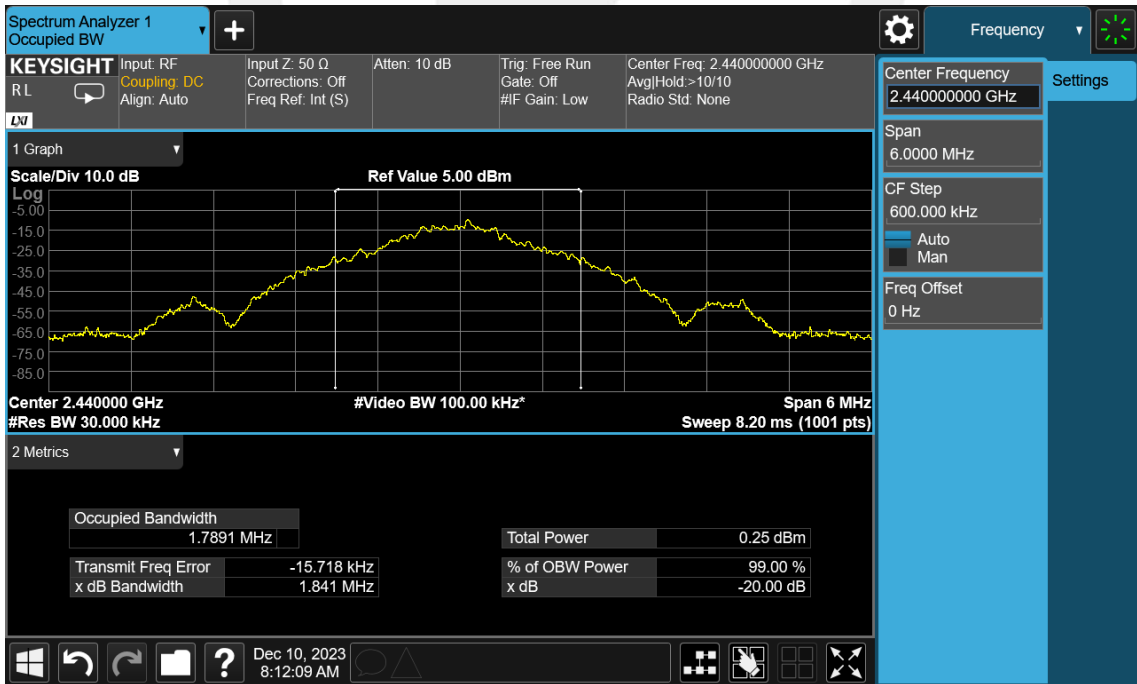 Spectrum Analyzer 1
Occupied BW
+
Frequency
KEYSIGHT
RL
LXI
Input: RF
Coupling: DC
Align: Auto
Input Z: 50 Ω
Corrections: Off
Freq Ref: Int (S)
Atten: 10 dB
Trig: Free Run
Gate: Off
#IF Gain: Low
Center Freq: 2.440000000 GHz
Avg|Hold:>10/10
Radio Std: None
Center Frequency
2.440000000 GHz
Settings
Span
6.0000 MHz
CF Step
600.000 kHz
Auto
Man
Freq Offset
0 Hz
1 Graph
Scale/Div 10.0 dB
Ref Value 5.00 dBm
Log
-5.00
-15.0
-25.0
-35.0
-45.0
-55.0
-65.0
-75.0
-85.0
Center 2.440000 GHz
#Video BW 100.00 kHz*
Span 6 MHz
#Res BW 30.000 kHz
Sweep 8.20 ms (1001 pts)
2 Metrics
Occupied Bandwidth
1.7891 MHz
Total Power 0.25 dBm
Transmit Freq Error -15.718 kHz
% of OBW Power 99.00 %
x dB Bandwidth 1.841 MHz
x dB -20.00 dB
?
Dec 10, 2023
8:12:09 AM